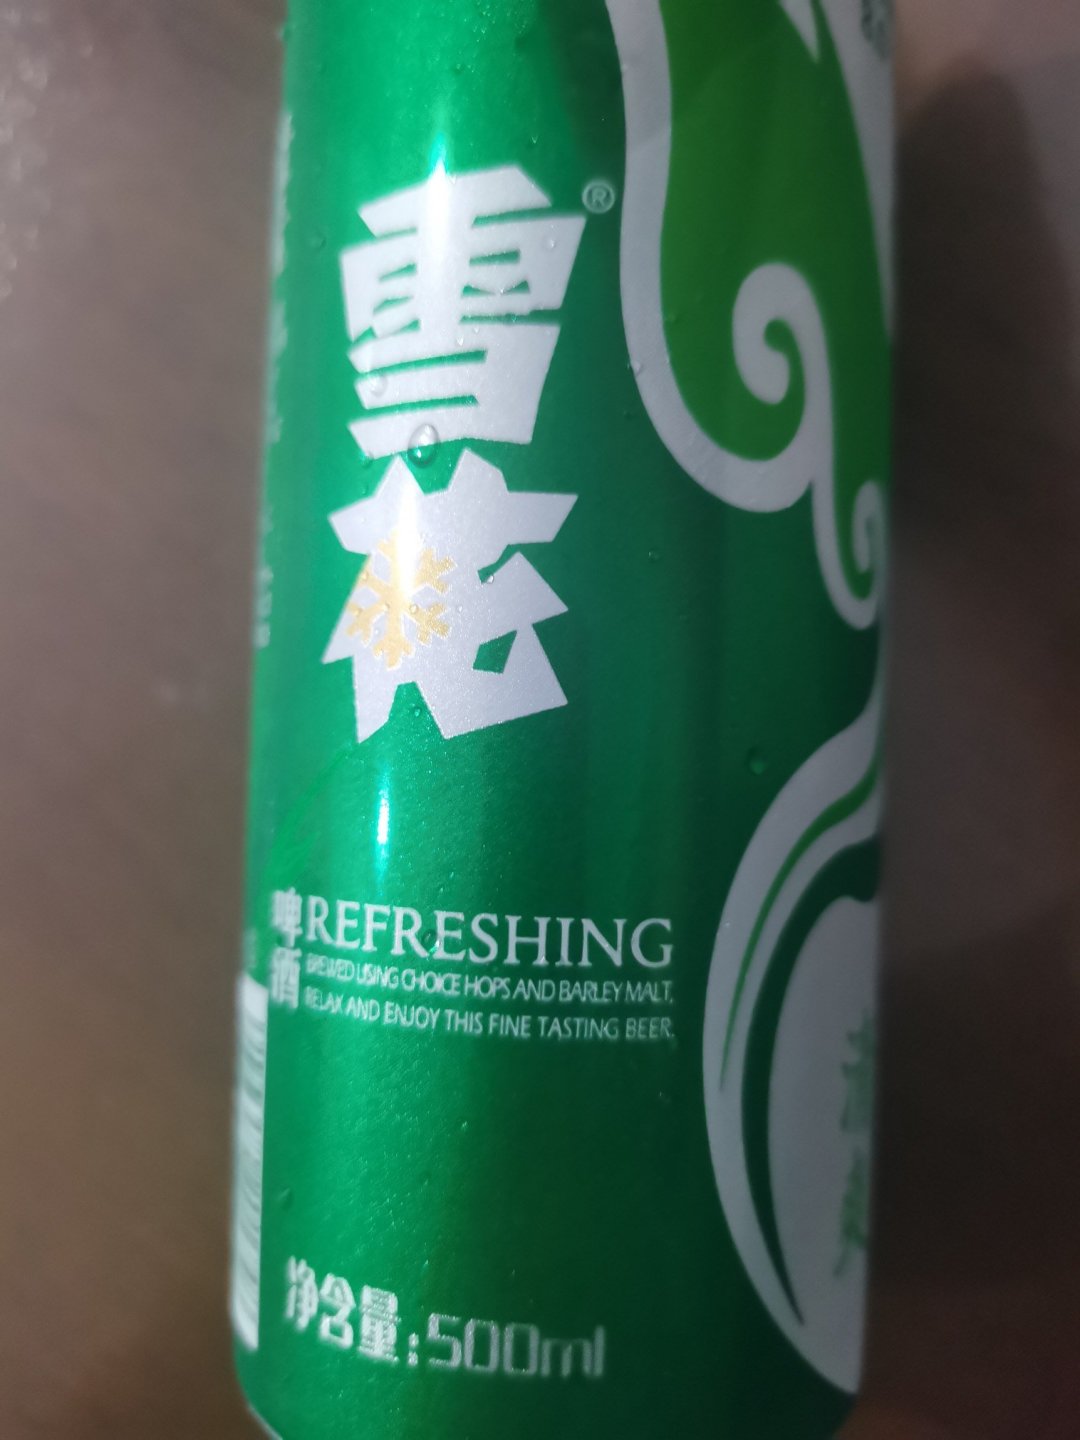 雪花®
啤酒
REFRESHING
BREWED USING CHOICE HOPS AND BARLEY MALT,
RELAX AND ENJOY THIS FINE TASTING BEER.
净含量:500ml